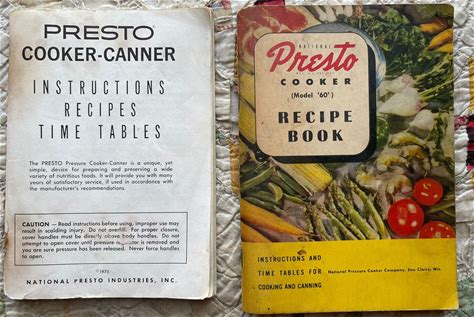 PRESTO
COOKER-CANNER
INSTRUCTIONS
RECIPES
TIME TABLES
The PRESTO Pressure Cooker-Canner is a unique, yet
simple, device for preparing and preserving a wide
variety of nutritious foods. It will provide you with many
years of satisfactory service, if used in accordance with
the manufacturer's recommendations.
CAUTION — Read instructions before using, improper use may
result in scalding injury. Do not overfill. For proper closure,
cover handles must be directly above body handles. Do not
attempt to open cover until pressure regulator is removed and
you are sure pressure has been released. Never force handles
to open.
NATIONAL PRESTO INDUSTRIES, INC.
NATIONAL
Presto
COOKER
(Model '60')
RECIPE
BOOK
INSTRUCTIONS AND
TIME TABLES FOR
COOKING AND CANNING
National Pressure Cooker Company, Eau Claire, Wis.